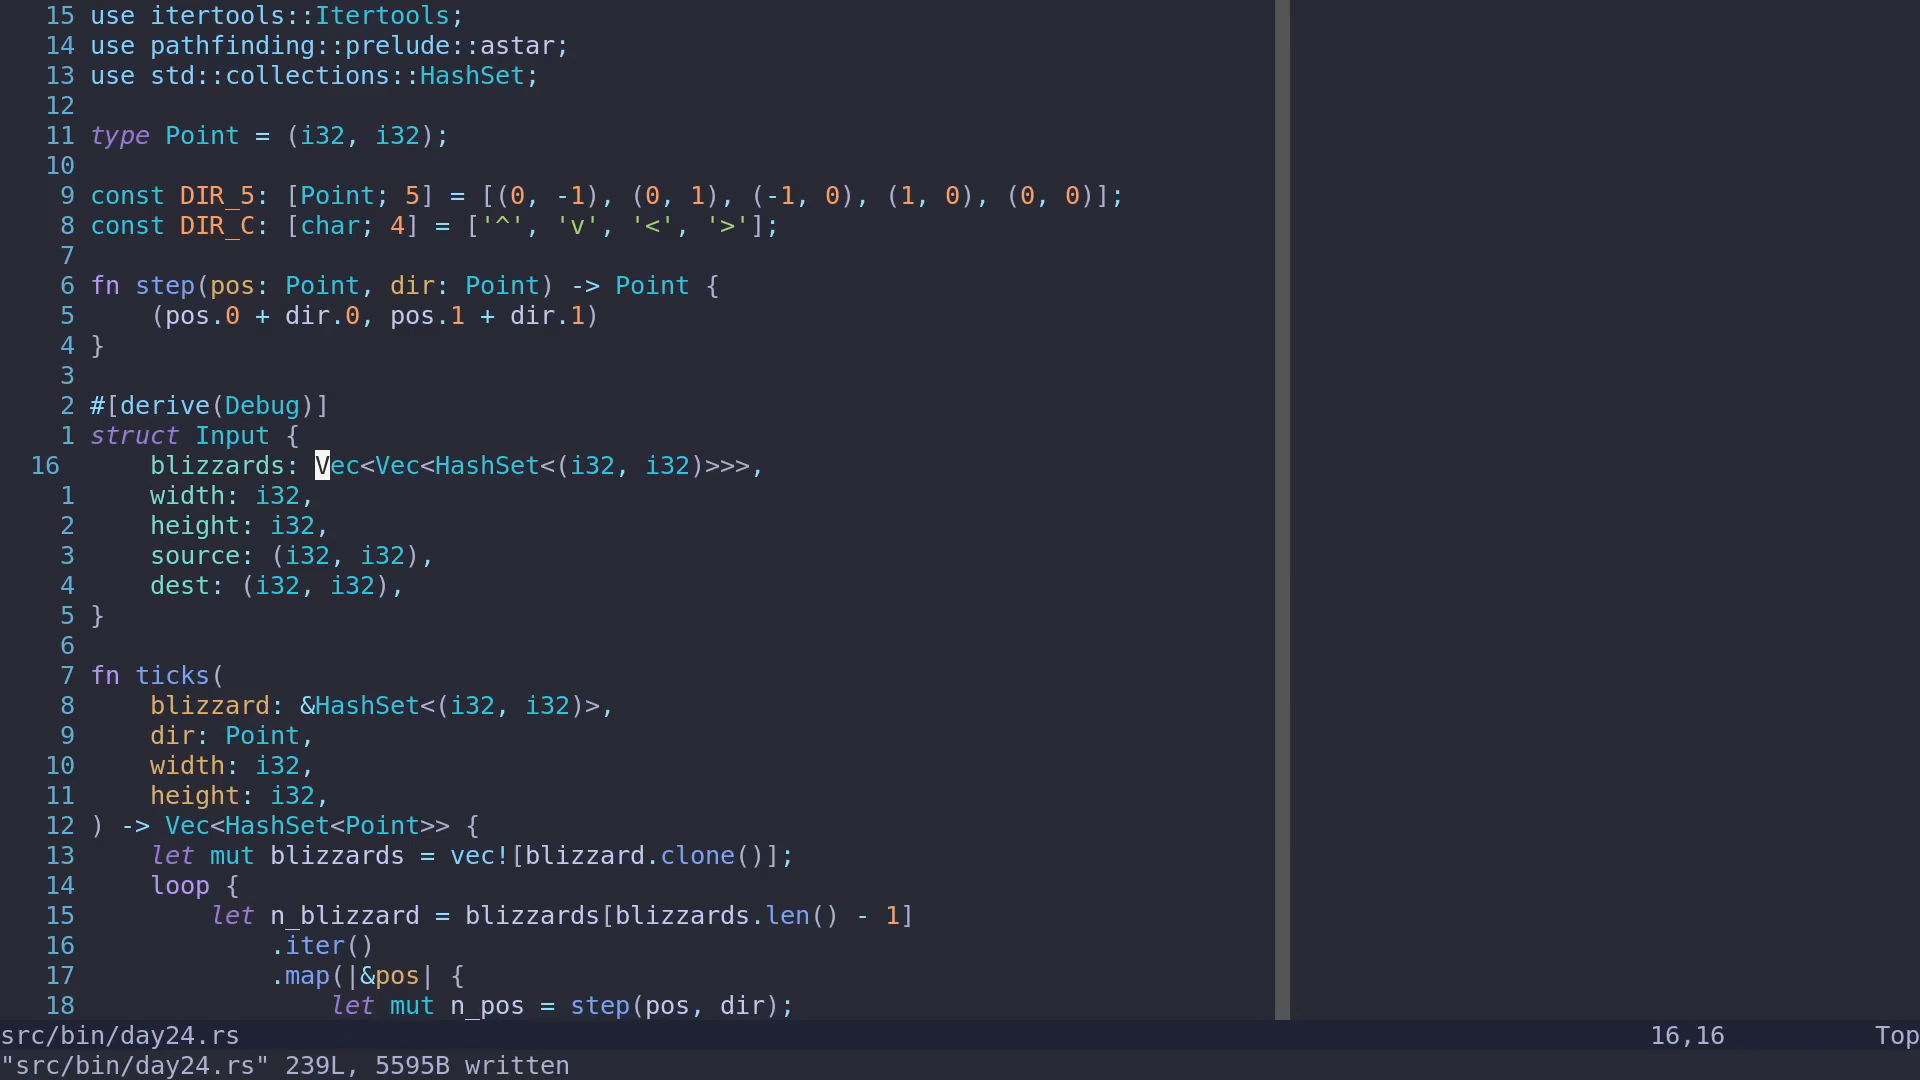 15 use itertools::Itertools;
14 use pathfinding::prelude::astar;
13 use std::collections::HashSet;
12
11 type Point = (i32, i32);
10
9 const DIR_5: [Point; 5] = [(0, -1), (0, 1), (-1, 0), (1, 0), (0, 0)];
8 const DIR_C: [char; 4] = ['^', 'v', '<', '>'];
7
6 fn step(pos: Point, dir: Point) -> Point {
5     (pos.0 + dir.0, pos.1 + dir.1)
4 }
3
2 #[derive(Debug)]
1 struct Input {
16     blizzards: Vec<Vec<HashSet<(i32, i32)>>>,
1     width: i32,
2     height: i32,
3     source: (i32, i32),
4     dest: (i32, i32),
5 }
6
7 fn ticks(
8     blizzard: &HashSet<(i32, i32)>,
9     dir: Point,
10     width: i32,
11     height: i32,
12 ) -> Vec<HashSet<Point>> {
13     let mut blizzards = vec![blizzard.clone()];
14     loop {
15         let n_blizzard = blizzards[blizzards.len() - 1]
16             .iter()
17             .map(|&pos| {
18                 let mut n_pos = step(pos, dir);
src/bin/day24.rs 16,16 Top
"src/bin/day24.rs" 239L, 5595B written